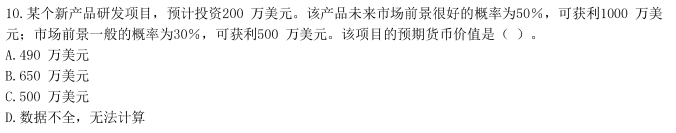 10.某个新产品研发项目，预计投资200 万美元。该产品未来市场前景很好的概率为50%，可获利1000 万美
元；市场前景一般的概率为30%，可获利500 万美元。该项目的预期货币价值是（ ）。
A.490 万美元
B.650 万美元
C.500 万美元
D.数据不全，无法计算